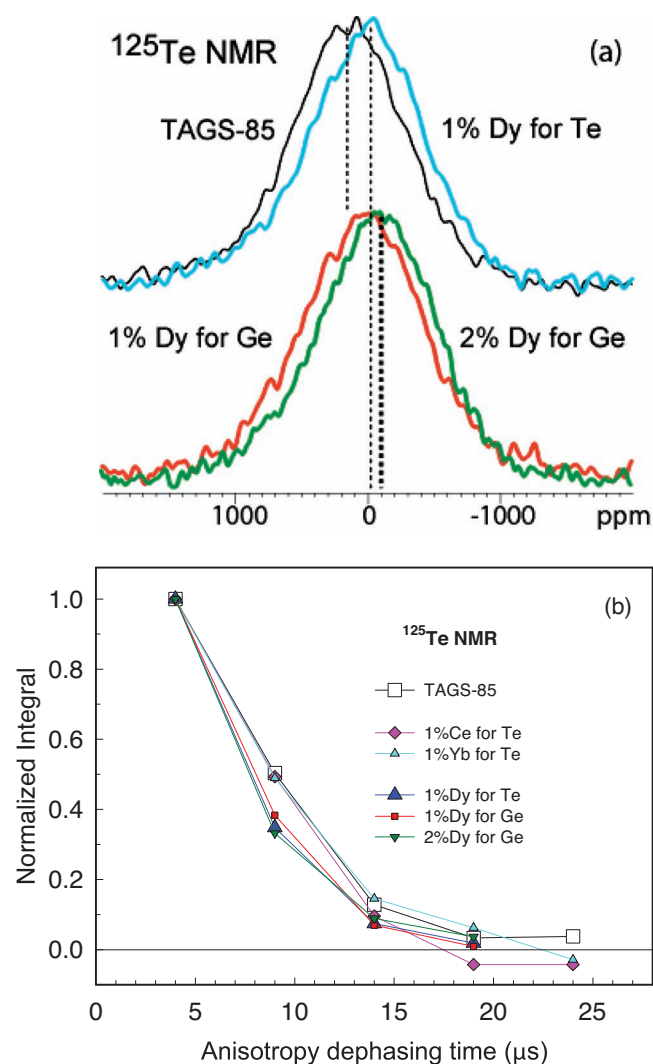 ¹²⁵Te NMR
(a)
TAGS-85
1% Dy for Te
1% Dy for Ge
2% Dy for Ge
1000
0
-1000
ppm
(b)
¹²⁵Te NMR
TAGS-85
1%Ce for Te
1%Yb for Te
1%Dy for Te
1%Dy for Ge
2%Dy for Ge
Normalized Integral
1.0
0.8
0.6
0.4
0.2
0.0
0
5
10
15
20
25
Anisotropy dephasing time (μs)